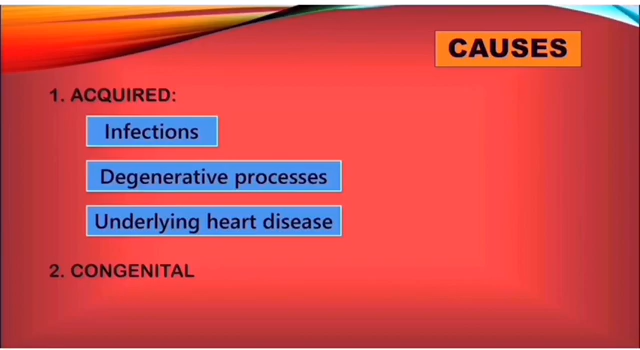 CAUSES
1. ACQUIRED:
Infections
Degenerative processes
Underlying heart disease
2. CONGENITAL